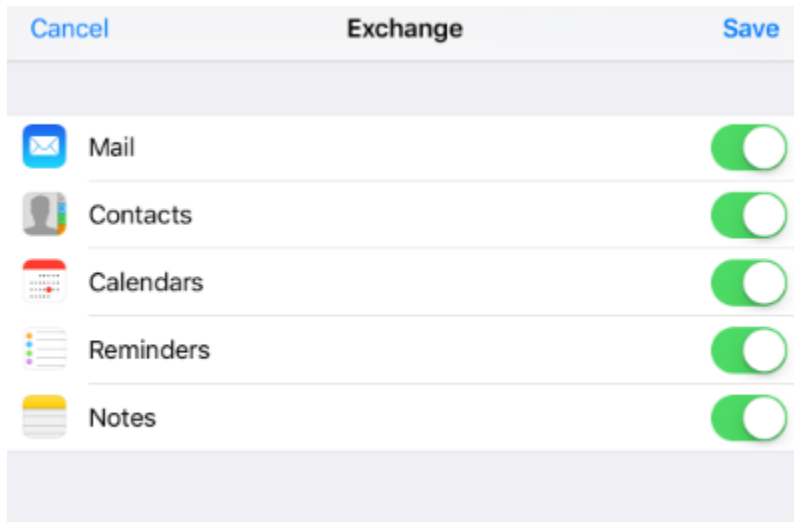 Cancel Exchange Save
Mail
Contacts
Calendars
Reminders
Notes